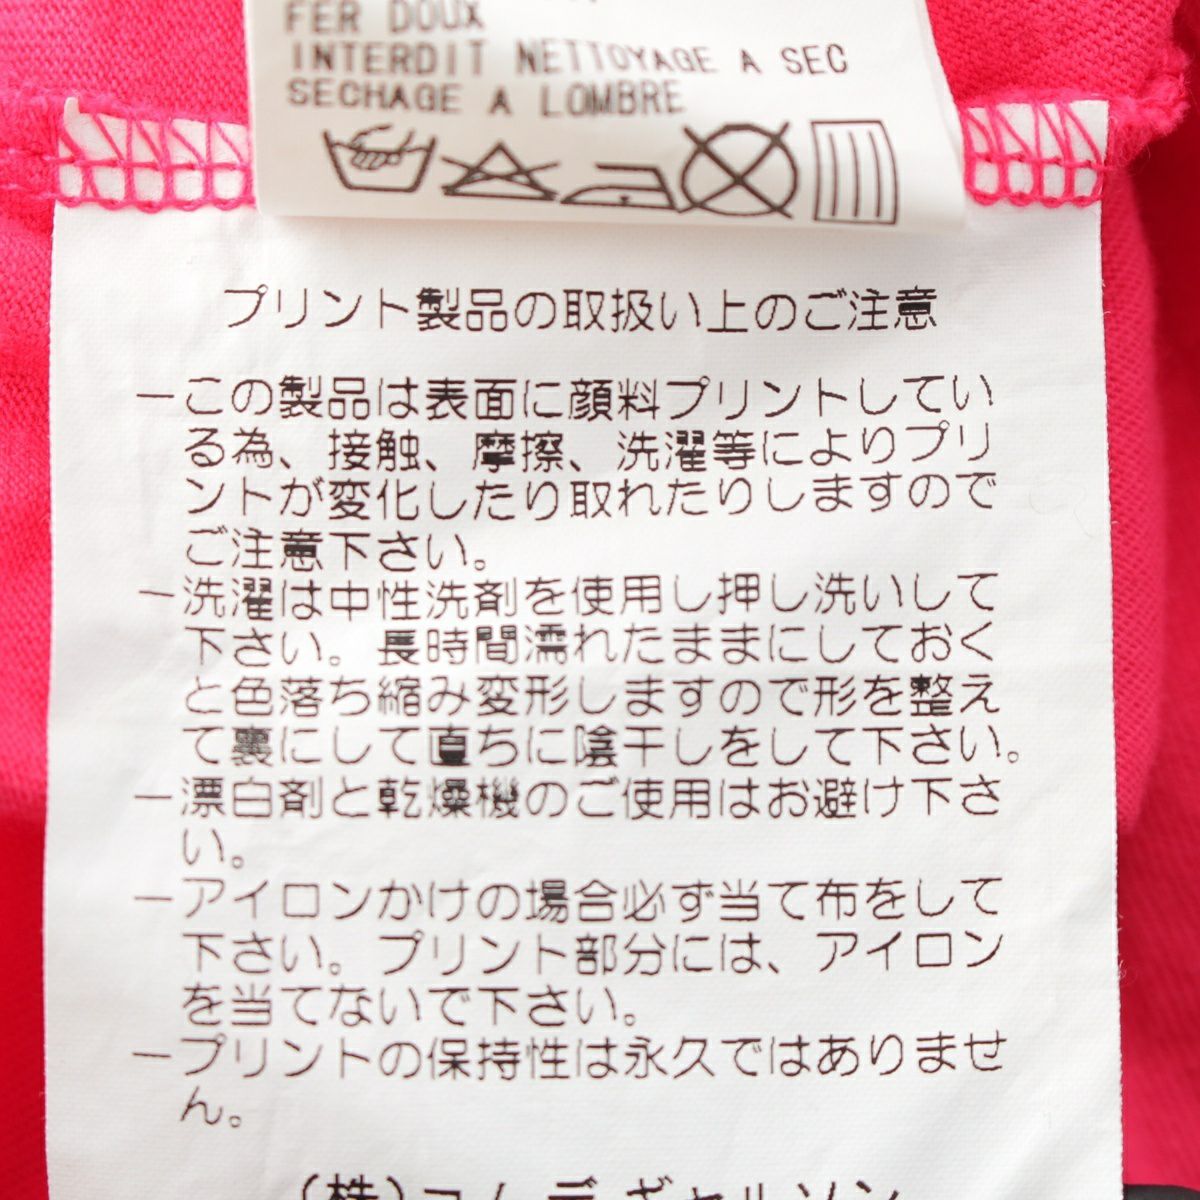 FER DOUX
INTERDIT NETTOYAGE A SEC
SECHAGE A LOMBRE
プリント製品の取扱い上のご注意
ーこの製品は表面に顔料プリントしてい
る為、接触、摩擦、洗濯等によりプリ
ントが変化したり取れたりしますので
ご注意下さい。
ー洗濯は中性洗剤を使用し押し洗いして
下さい。長時間濡れたままにしておく
と色落ち縮み変形しますので形を整え
て裏にして直ちに陰干しをして下さい。
ー漂白剤と乾燥機のご使用はお避け下さ
い。
ーアイロンかけの場合必ず当て布をして
下さい。プリント部分には、アイロン
を当てないで下さい。
ープリントの保持性は永久ではありませ
ん。
(株)コムデギャルソン